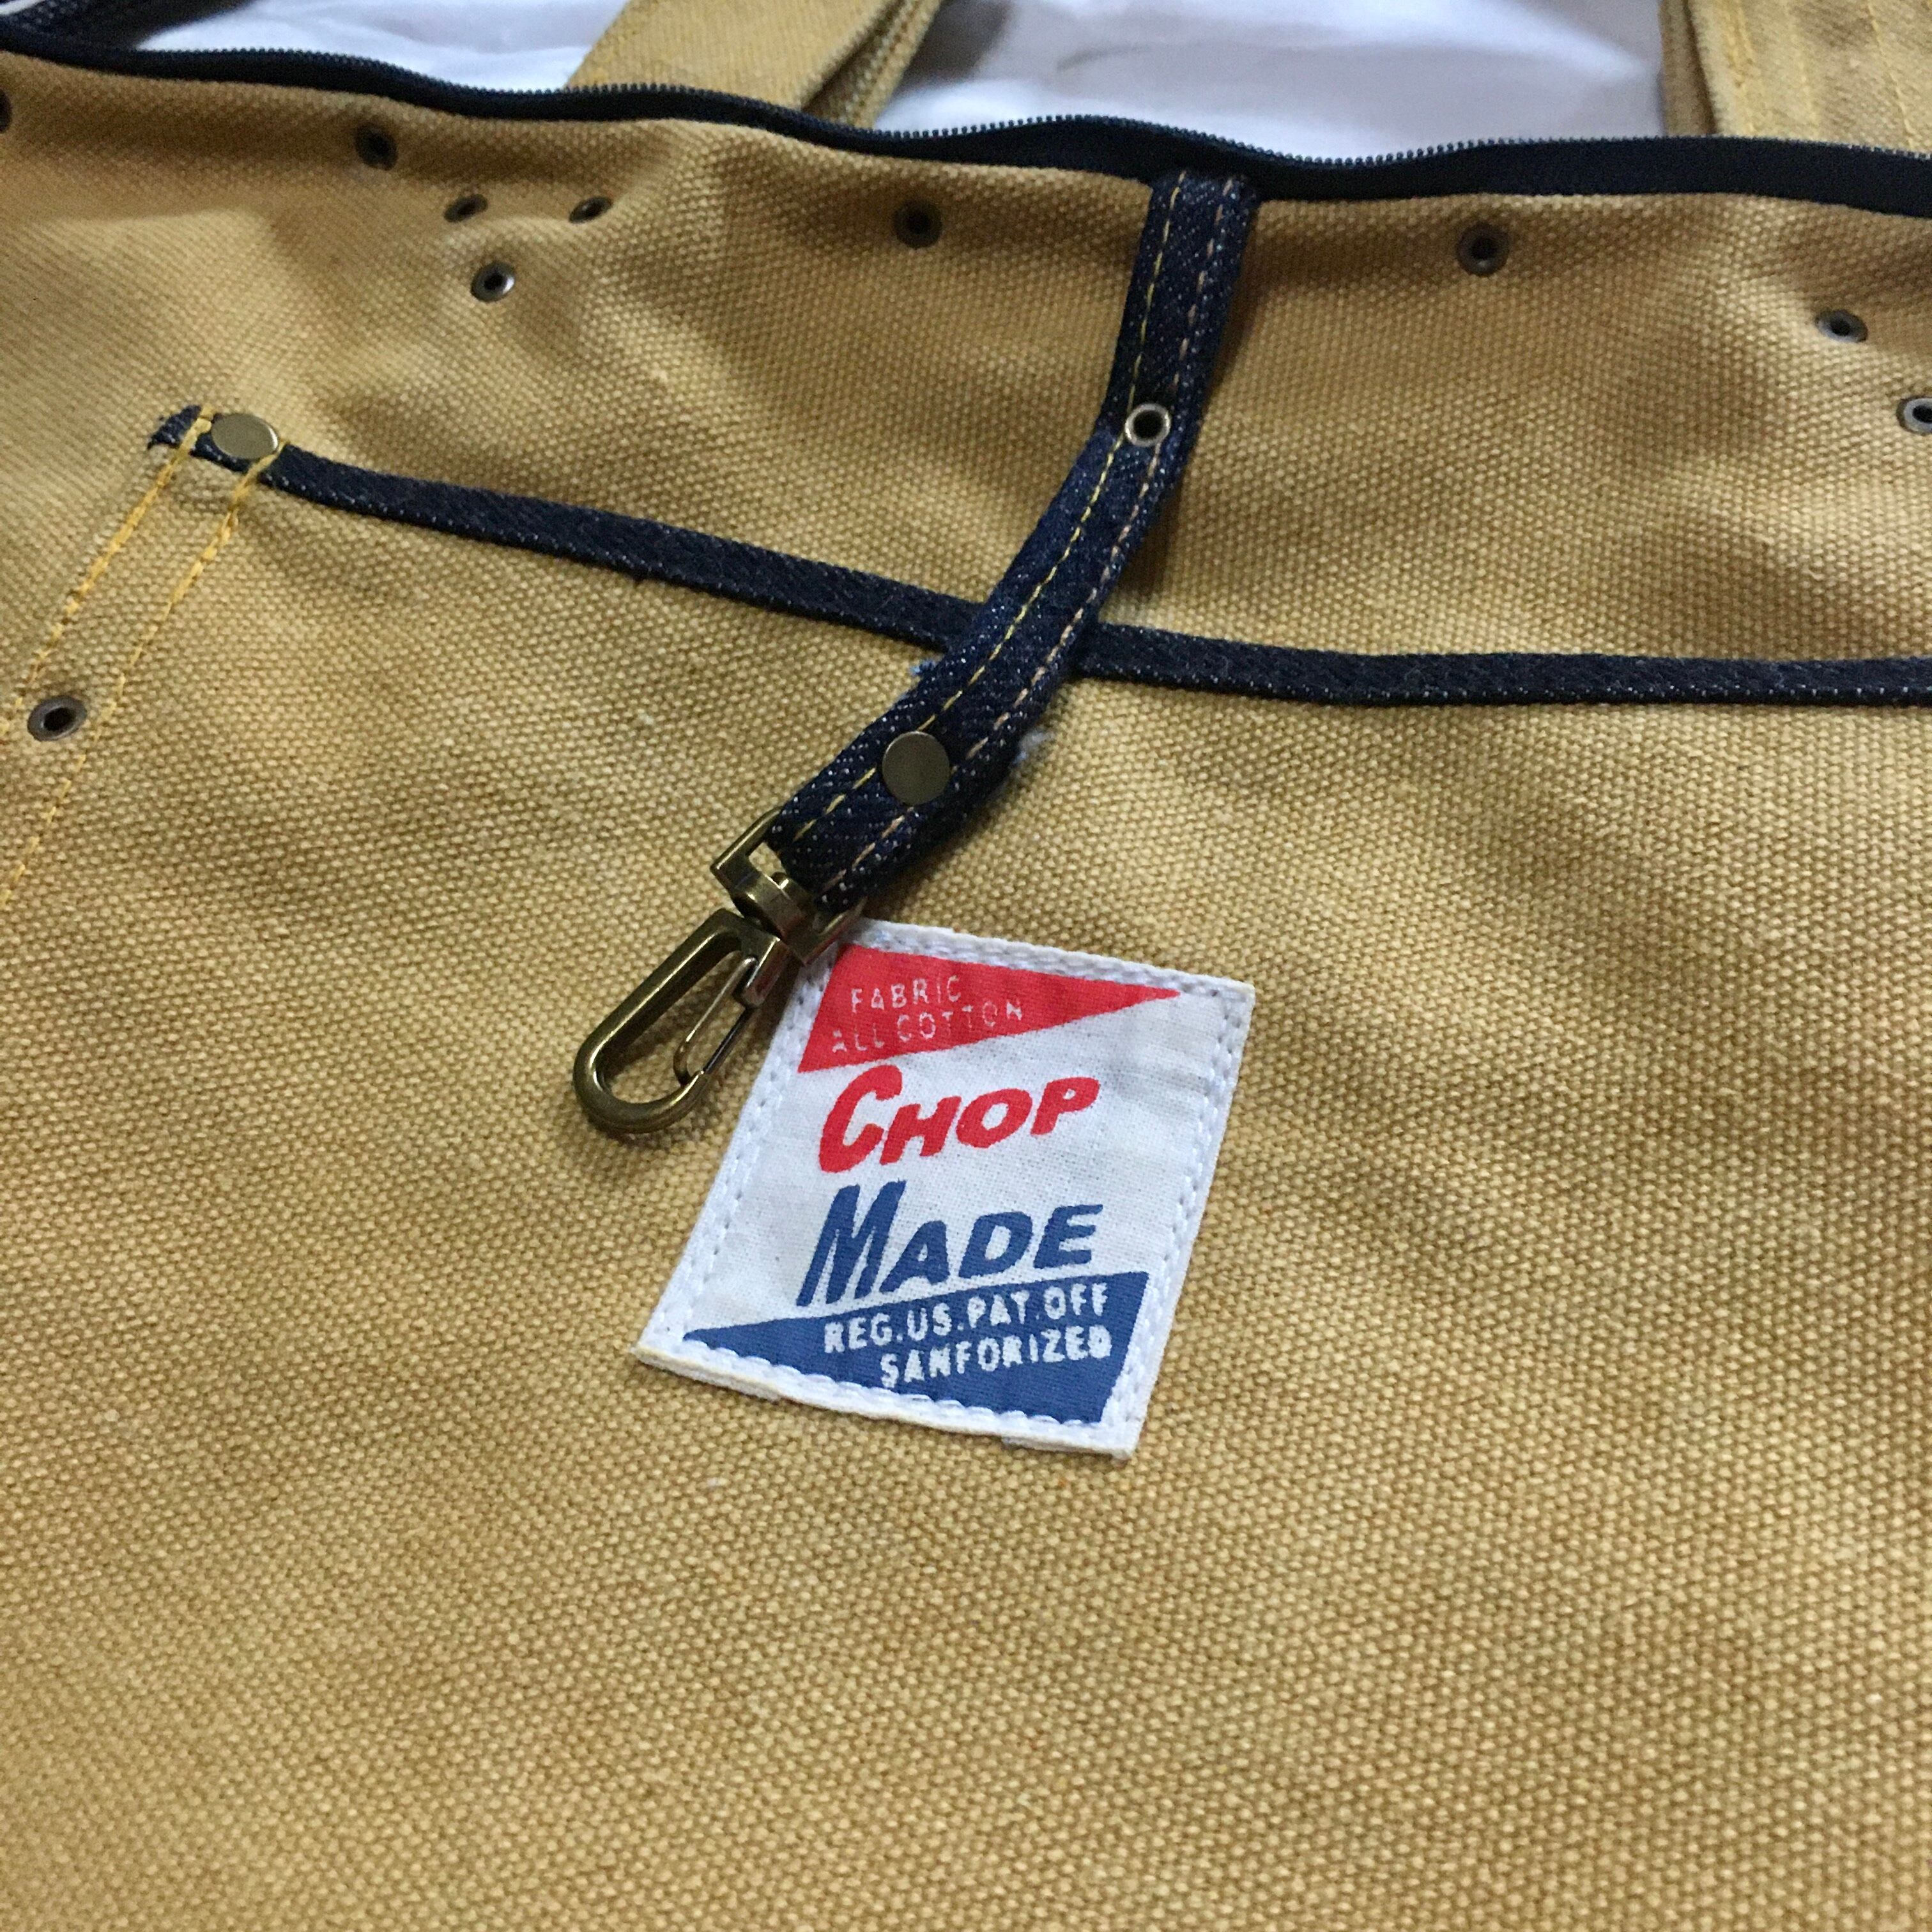 FABRIC
ALL COTTON
CHOP
MADE
REG.US.PAT.OFF
SANFORIZED